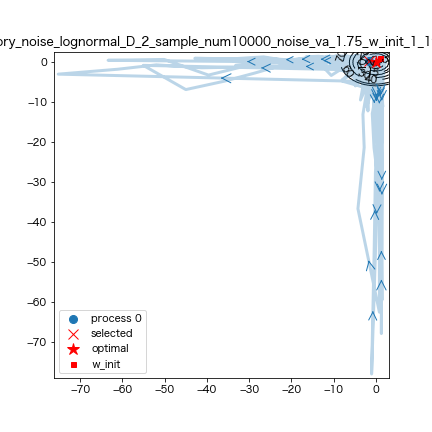 ory_noise_lognormal_D_2_sample_num10000_noise_va_1.75_w_init_1_1
0
−10
−20
−30
−40
−50
−60
−70
process 0
selected
optimal
w_init
−70 −60 −50 −40 −30 −20 −10 0